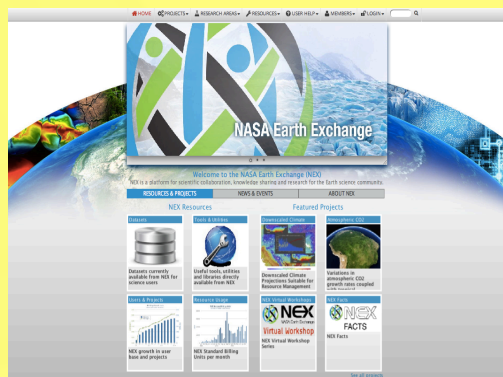 HOME PROJECTS RESEARCH AREAS RESOURCES USER HELP MEMBERS LOGIN
NASA Earth Exchange
Welcome to the NASA Earth Exchange (NEX)
NEX is a platform for scientific collaboration, knowledge sharing and research for the Earth science community.
RESOURCES & PROJECTS NEWS & EVENTS ABOUT NEX
NEX Resources
Featured Projects
Datasets
Datasets currently
available from NEX for
science users
Tools & Utilities
Useful tools, utilities
and libraries directly
available from NEX
Downscaled Climate
Downscaled Climate
Projections Suitable for
Resource Management
Atmospheric CO2
Variations in
atmospheric CO2
growth rates coupled
Users & Projects
NEX growth in user
base and projects
Resource Usage
NEX Standard Billing
Units per month
NEX Virtual Workshops
NEX
NASA Earth Exchange
Virtual Workshop
NEX Virtual Workshop
Series
NEX Facts
NEX
FACTS
NEX Facts
See all projects